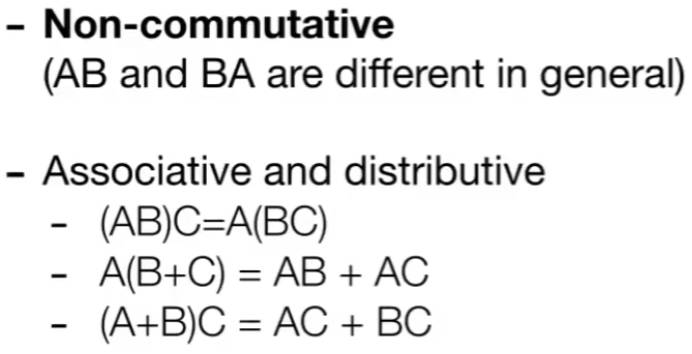 - Non-commutative
(AB and BA are different in general)
- Associative and distributive
- (AB)C=A(BC)
- A(B+C) = AB + AC
- (A+B)C = AC + BC